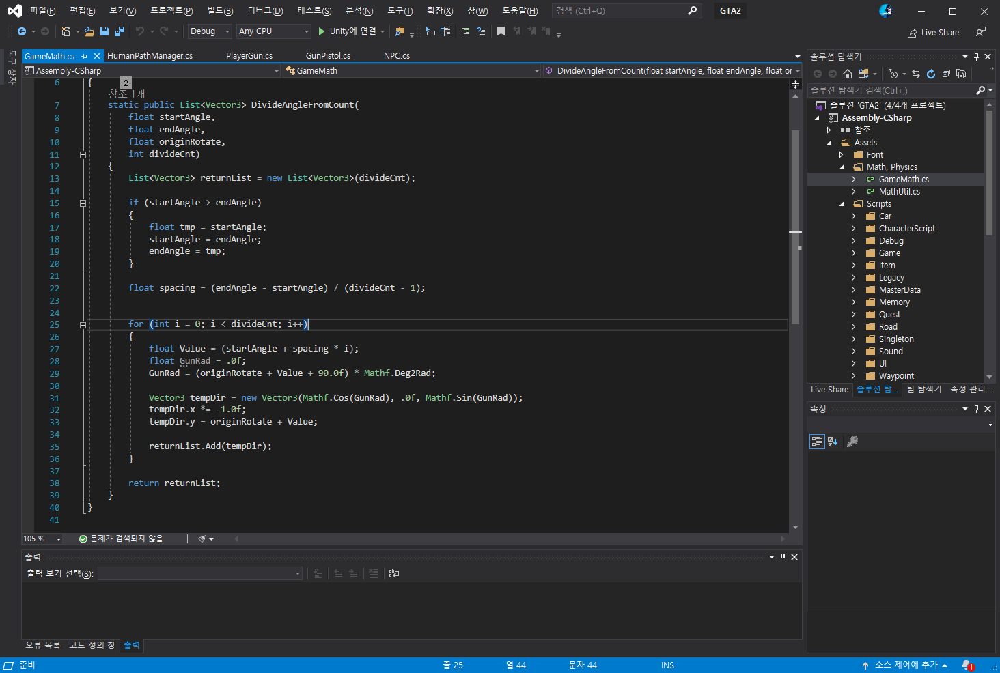 파일(F) 편집(E) 보기(V) 프로젝트(P) 빌드(B) 디버그(D) 테스트(S) 분석(N) 도구(T) 확장(X) 창(W) 도움말(H) 검색 (Ctrl+Q) GTA2
Debug Any CPU Unity에 연결 Live Share
도구 상자
GameMath.cs HumanPathManager.cs PlayerGun.cs GunPistol.cs NPC.cs
Assembly-CSharp GameMath DivideAngleFromCount(float startAngle, float endAngle, float or
6 {
2
참조 1개
7 static public List<Vector3> DivideAngleFromCount(
8 float startAngle,
9 float endAngle,
10 float originRotate,
11 int divideCnt)
12 {
13 List<Vector3> returnList = new List<Vector3>(divideCnt);
14
15 if (startAngle > endAngle)
16 {
17 float tmp = startAngle;
18 startAngle = endAngle;
19 endAngle = tmp;
20 }
21
22 float spacing = (endAngle - startAngle) / (divideCnt - 1);
23
24
25 for (int i = 0; i < divideCnt; i++)
26 {
27 float Value = (startAngle + spacing * i);
28 float GunRad = .0f;
29 GunRad = (originRotate + Value + 90.0f) * Mathf.Deg2Rad;
30
31 Vector3 tempDir = new Vector3(Mathf.Cos(GunRad), .0f, Mathf.Sin(GunRad));
32 tempDir.x *= -1.0f;
33 tempDir.y = originRotate + Value;
34
35 returnList.Add(tempDir);
36 }
37
38 return returnList;
39 }
40 }
41
105 % 문제가 검색되지 않음
출력
출력 보기 선택(S):
오류 목록 코드 정의 창 출력
솔루션 탐색기
솔루션 탐색기 검색(Ctrl+;)
솔루션 'GTA2' (4/4개 프로젝트)
Assembly-CSharp
참조
Assets
Font
Math, Physics
C# GameMath.cs
C# MathUtil.cs
Scripts
Car
CharacterScript
Debug
Game
Item
Legacy
MasterData
Memory
Quest
Road
Singleton
Sound
UI
Waypoint
Live Share 솔루션 탐... 팀 탐색기 속성 관리...
속성
준비 줄 25 열 44 문자 44 INS 소스 제어에 추가 1